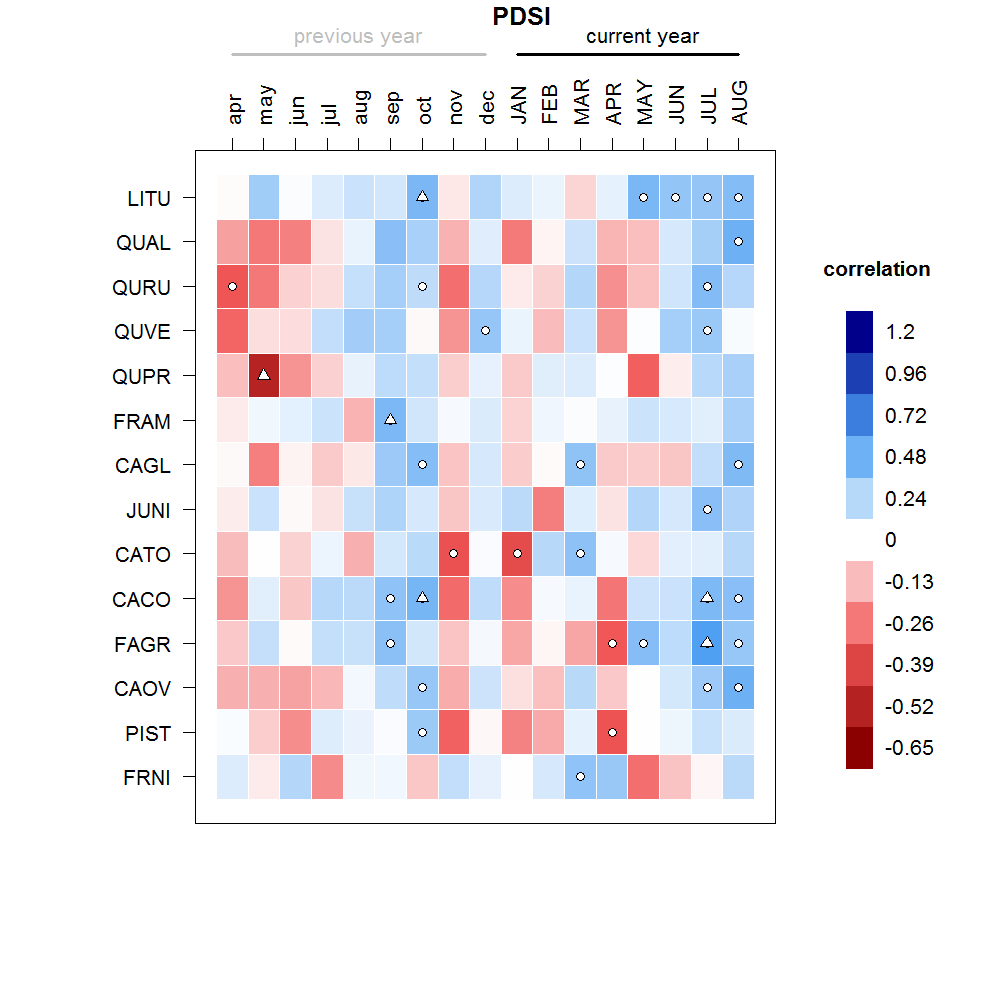 PDSI
previous year current year
apr may jun jul aug sep oct nov dec JAN FEB MAR APR MAY JUN JUL AUG
LITU
QUAL
QURU
QUVE
QUPR
FRAM
CAGL
JUNI
CATO
CACO
FAGR
CAOV
PIST
FRNI
correlation
1.2
0.96
0.72
0.48
0.24
0
-0.13
-0.26
-0.39
-0.52
-0.65